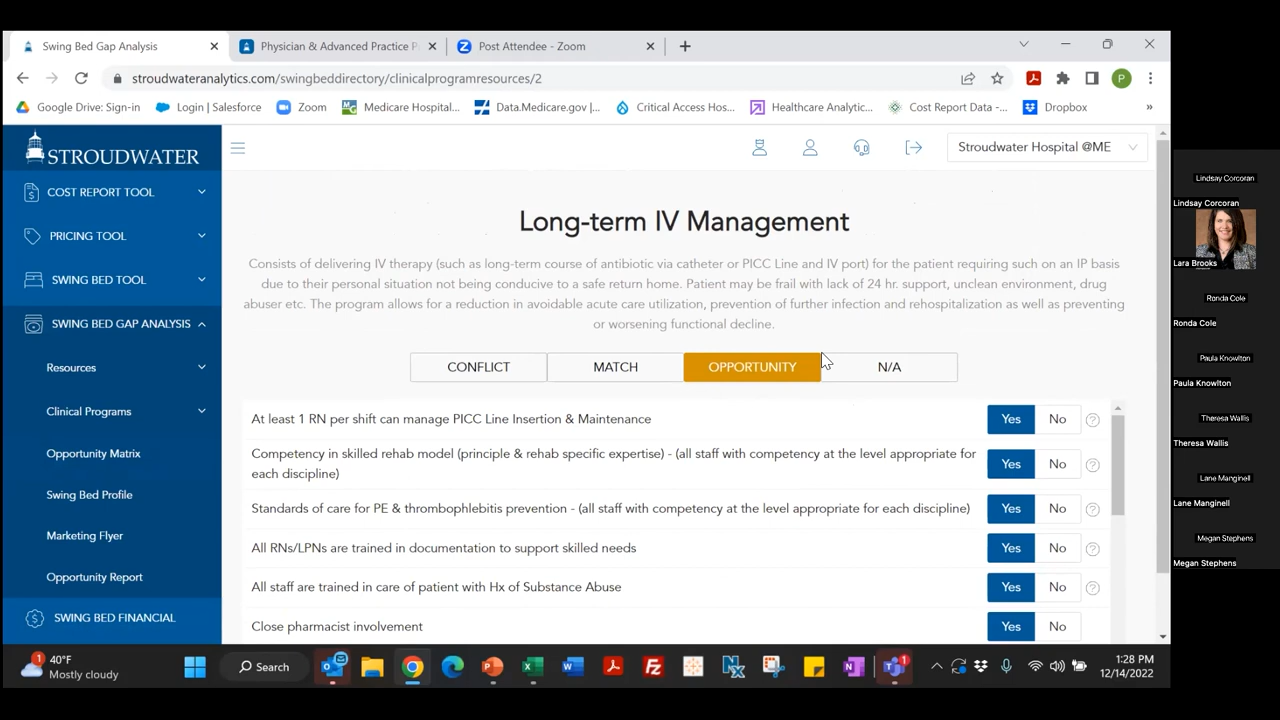 Swing Bed Gap Analysis
Physician & Advanced Practice P
Post Attendee - Zoom
stroudwateranalytics.com/swingbeddirectory/clinicalprogramresources/2
P
Google Drive: Sign-in
Login | Salesforce
Zoom
Medicare Hospital...
Data.Medicare.gov |...
Critical Access Hos...
Healthcare Analytic...
Cost Report Data -...
Dropbox
»
STROUDWATER
Stroudwater Hospital @ME
COST REPORT TOOL
PRICING TOOL
SWING BED TOOL
SWING BED GAP ANALYSIS
Resources
Clinical Programs
Opportunity Matrix
Swing Bed Profile
Marketing Flyer
Opportunity Report
SWING BED FINANCIAL
Long-term IV Management
Consists of delivering IV therapy (such as long-term course of antibiotic via catheter or PICC Line and IV port) for the patient requiring such on an IP basis
due to their personal situation not being conducive to a safe return home. Patient may be frail with lack of 24 hr. support, unclean environment, drug
abuser etc. The program allows for a reduction in avoidable acute care utilization, prevention of further infection and rehospitalization as well as preventing
or worsening functional decline.
CONFLICT MATCH OPPORTUNITY N/A
At least 1 RN per shift can manage PICC Line Insertion & Maintenance Yes No ?
Competency in skilled rehab model (principle & rehab specific expertise) - (all staff with competency at the level appropriate for
each discipline) Yes No ?
Standards of care for PE & thrombophlebitis prevention - (all staff with competency at the level appropriate for each discipline) Yes No ?
All RNs/LPNs are trained in documentation to support skilled needs Yes No ?
All staff are trained in care of patient with Hx of Substance Abuse Yes No ?
Close pharmacist involvement Yes No ?
Lindsay Corcoran
Lindsay Corcoran
Lara Brooks
Ronda Cole
Ronda Cole
Paula Knowlton
Paula Knowlton
Theresa Wallis
Theresa Wallis
Lane Manginell
Lane Manginell
Megan Stephens
Megan Stephens
1
40°F
Mostly cloudy
Search
1
1:28 PM
12/14/2022